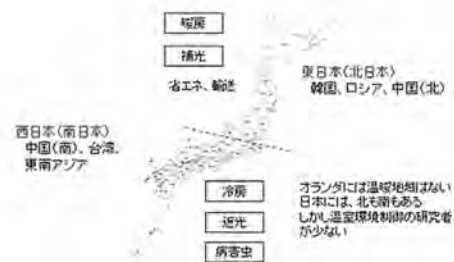 暖房
補光
省エネ、輸送
東日本(北日本)
韓国、ロシア、中国(北)
西日本(南日本)
中国(南)、台湾、
東南アジア
冷房
遮光
病害虫
オランダには温暖地域はない
日本には、北も南もある
しかし温室環境制御の研究者
が少ない